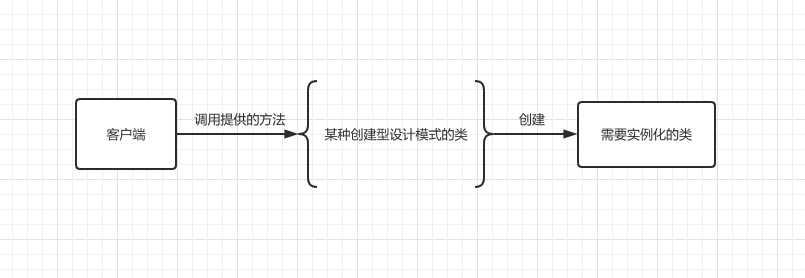 客户端
调用提供的方法
某种创建型设计模式的类
创建
需要实例化的类